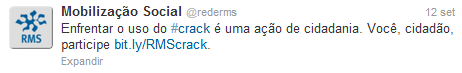 Mobilização Social @rederms 12 set
RMS
Enfrentar o uso do #crack é uma ação de cidadania. Você, cidadão,
participe bit.ly/RMScrack.
Expandir